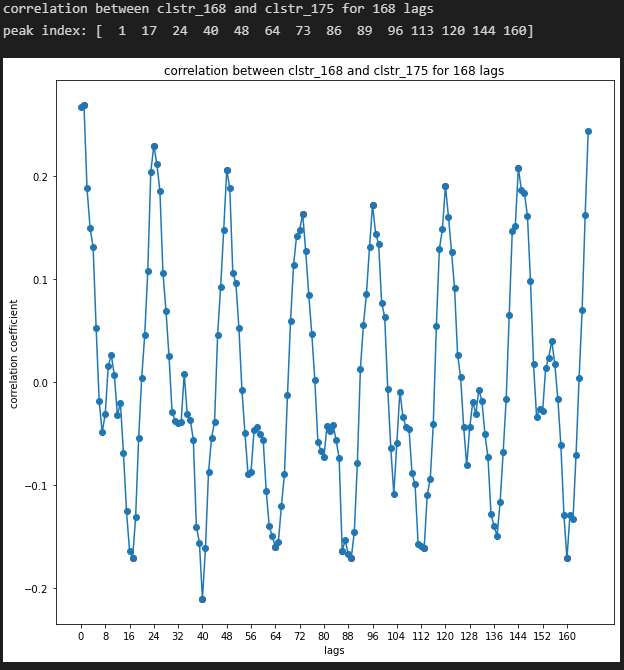 correlation between clstr_168 and clstr_175 for 168 lags
peak index: [  1  17  24  40  48  64  73  86  89  96 113 120 144 160]
correlation between clstr_168 and clstr_175 for 168 lags
correlation coefficient
0.2
0.1
0.0
−0.1
−0.2
0 8 16 24 32 40 48 56 64 72 80 88 96 104 112 120 128 136 144 152 160
lags